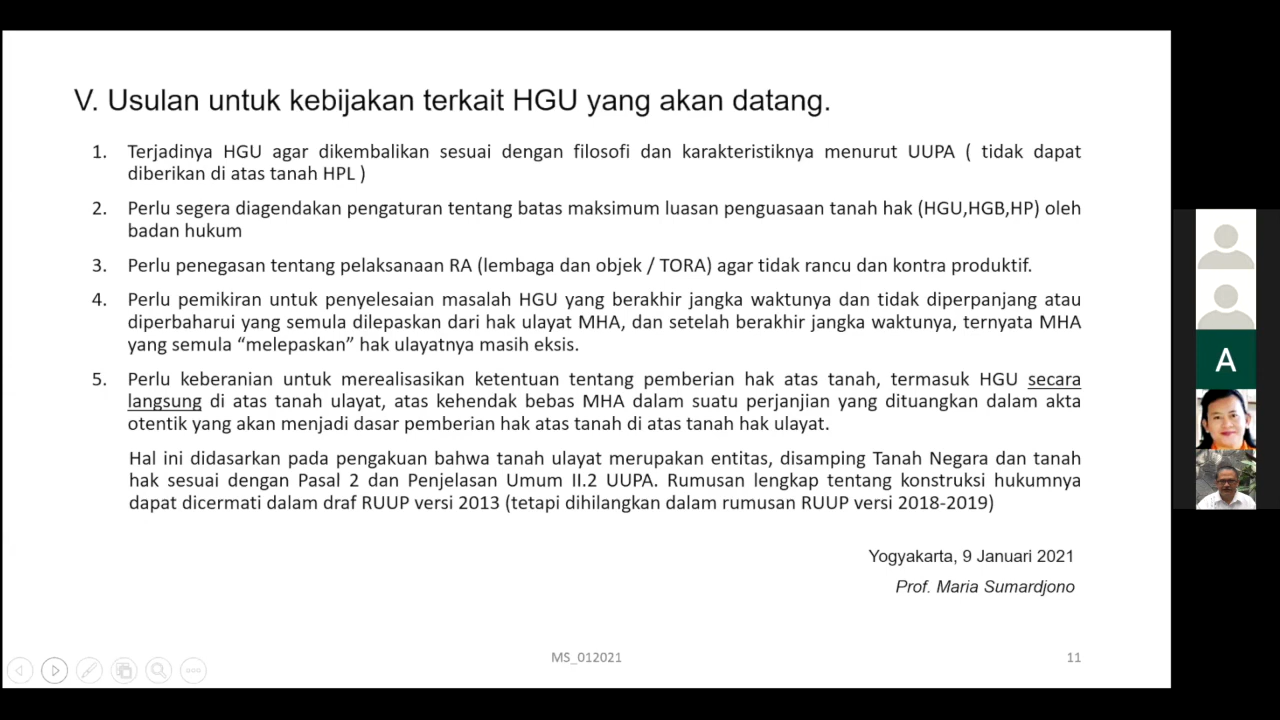 V. Usulan untuk kebijakan terkait HGU yang akan datang.
1. Terjadinya HGU agar dikembalikan sesuai dengan filosofi dan karakteristiknya menurut UUPA ( tidak dapat
diberikan di atas tanah HPL )
2. Perlu segera diagendakan pengaturan tentang batas maksimum luasan penguasaan tanah hak (HGU,HGB,HP) oleh
badan hukum
3. Perlu penegasan tentang pelaksanaan RA (lembaga dan objek / TORA) agar tidak rancu dan kontra produktif.
4. Perlu pemikiran untuk penyelesaian masalah HGU yang berakhir jangka waktunya dan tidak diperpanjang atau
diperbaharui yang semula dilepaskan dari hak ulayat MHA, dan setelah berakhir jangka waktunya, ternyata MHA
yang semula “melepaskan” hak ulayatnya masih eksis.
5. Perlu keberanian untuk merealisasikan ketentuan tentang pemberian hak atas tanah, termasuk HGU secara
langsung di atas tanah ulayat, atas kehendak bebas MHA dalam suatu perjanjian yang dituangkan dalam akta
otentik yang akan menjadi dasar pemberian hak atas tanah di atas tanah hak ulayat.
Hal ini didasarkan pada pengakuan bahwa tanah ulayat merupakan entitas, disamping Tanah Negara dan tanah
hak sesuai dengan Pasal 2 dan Penjelasan Umum II.2 UUPA. Rumusan lengkap tentang konstruksi hukumnya
dapat dicermati dalam draf RUUP versi 2013 (tetapi dihilangkan dalam rumusan RUUP versi 2018-2019)
Yogyakarta, 9 Januari 2021
Prof. Maria Sumardjono
MS_012021
11
A